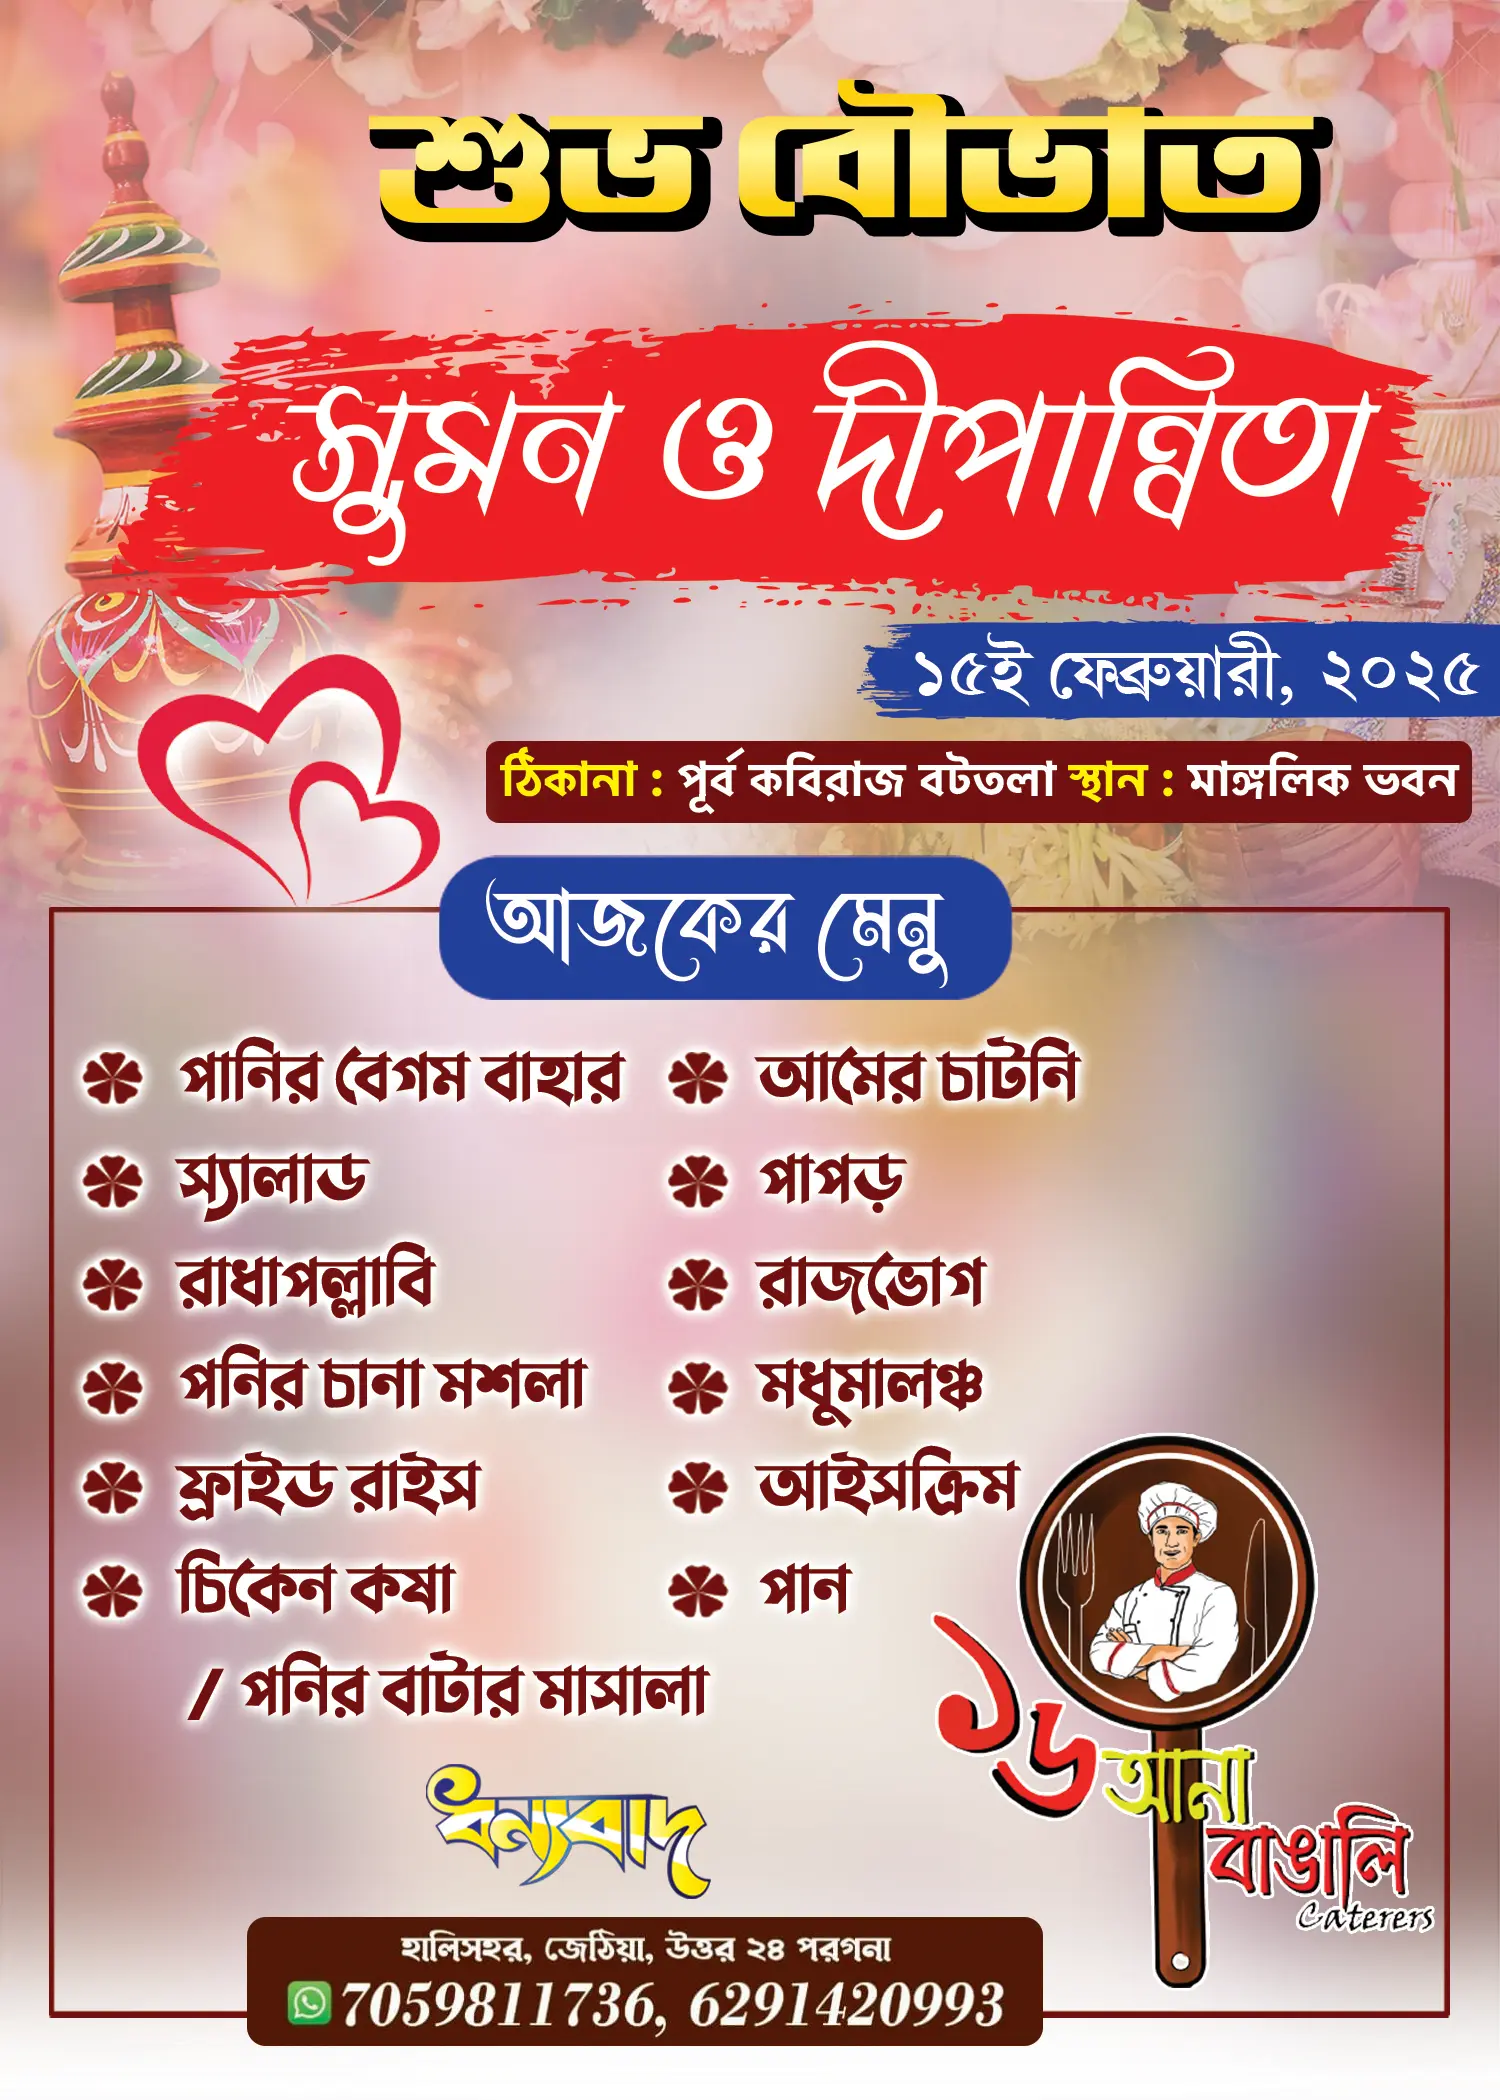 শুভ বৌভাত
সুমন ও দীপান্বিতা
১৫ই ফেব্রুয়ারী, ২০২৫
ঠিকানা : পূর্ব কবিরাজ বটতলা স্থান : মাঙ্গলিক ভবন
আজকের মেনু
পানির বেগম বাহার
স্যালাড
রাধাপল্লাবি
পনির চানা মশলা
ফ্রাইড রাইস
চিকেন কষা
/ পনির বাটার মাসালা
আমের চাটনি
পাপড়
রাজভোগ
মধুমালঞ্চ
আইসক্রিম
পান
১৬ আনা
বাঙালি
Caterers
ধন্যবাদ
হালিসহর, জেঠিয়া, উত্তর ২৪ পরগনা
7059811736, 6291420993